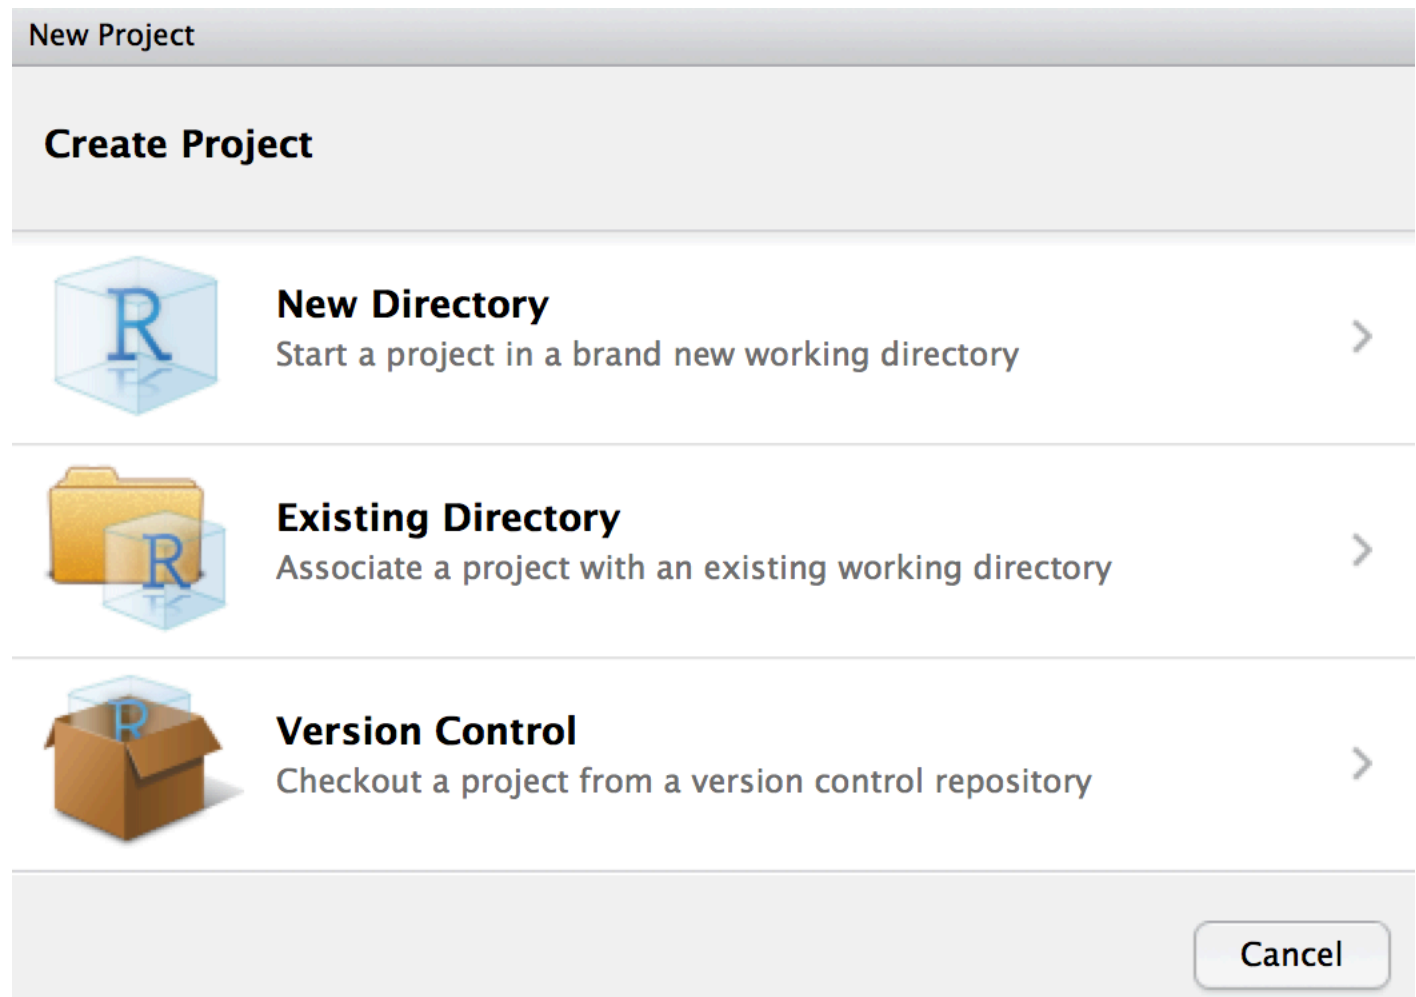 New Project
Create Project
R
New Directory
Start a project in a brand new working directory
R
Existing Directory
Associate a project with an existing working directory
R
Version Control
Checkout a project from a version control repository
Cancel